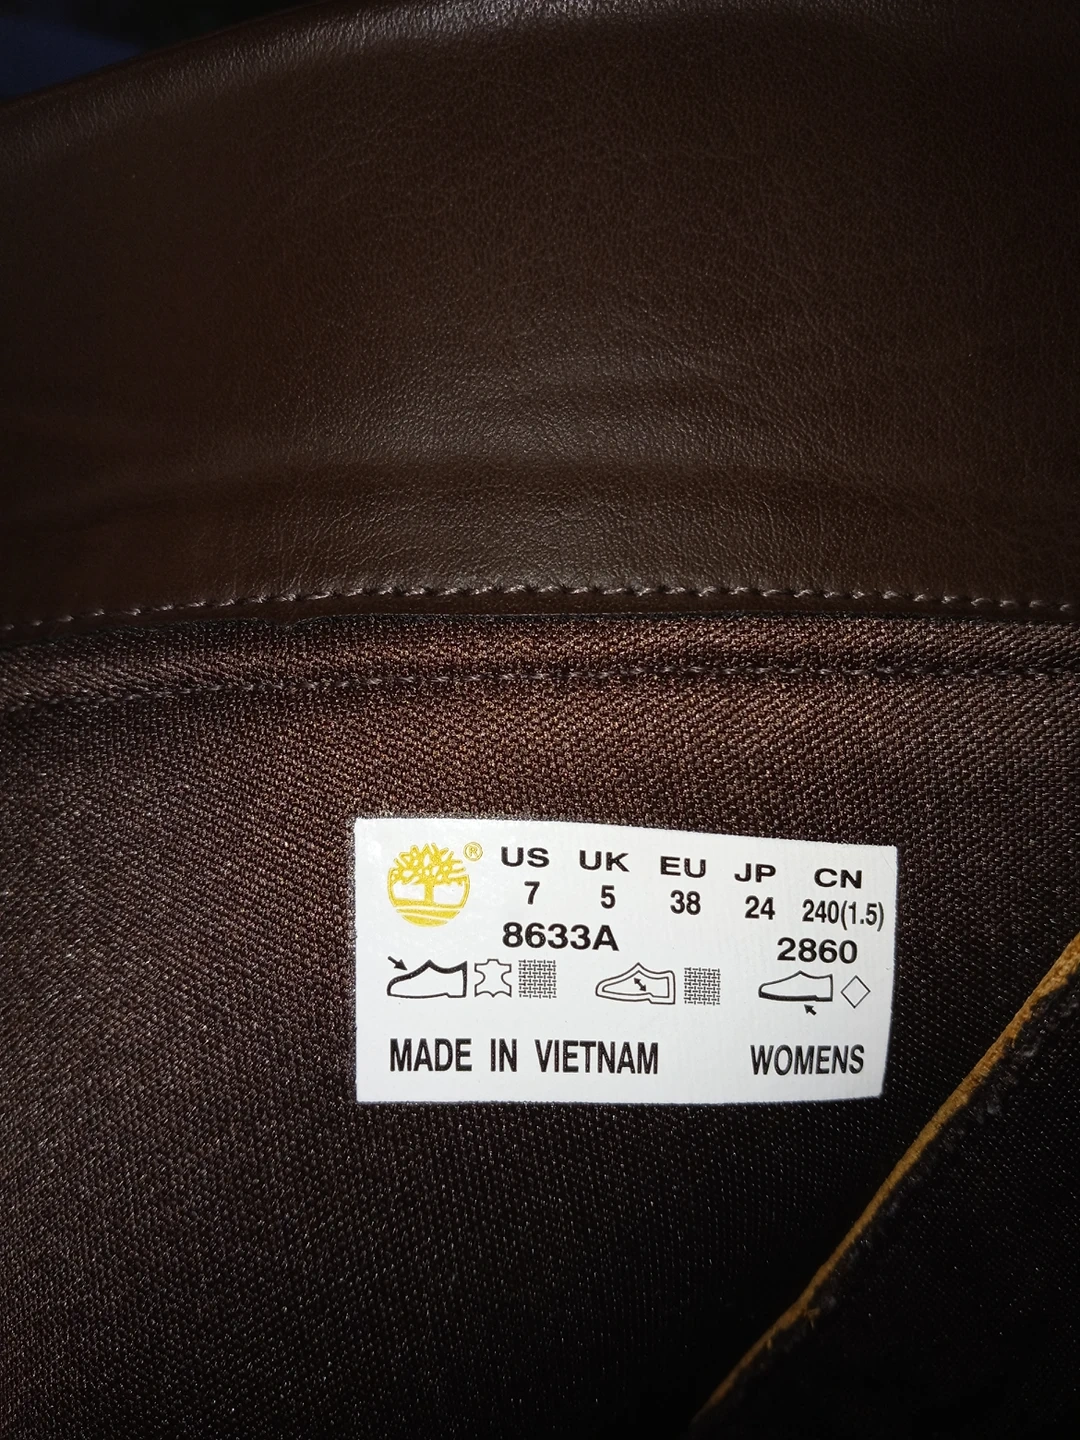 ® US UK EU JP CN
7 5 38 24 240(1.5)
8633A 2860
MADE IN VIETNAM WOMENS